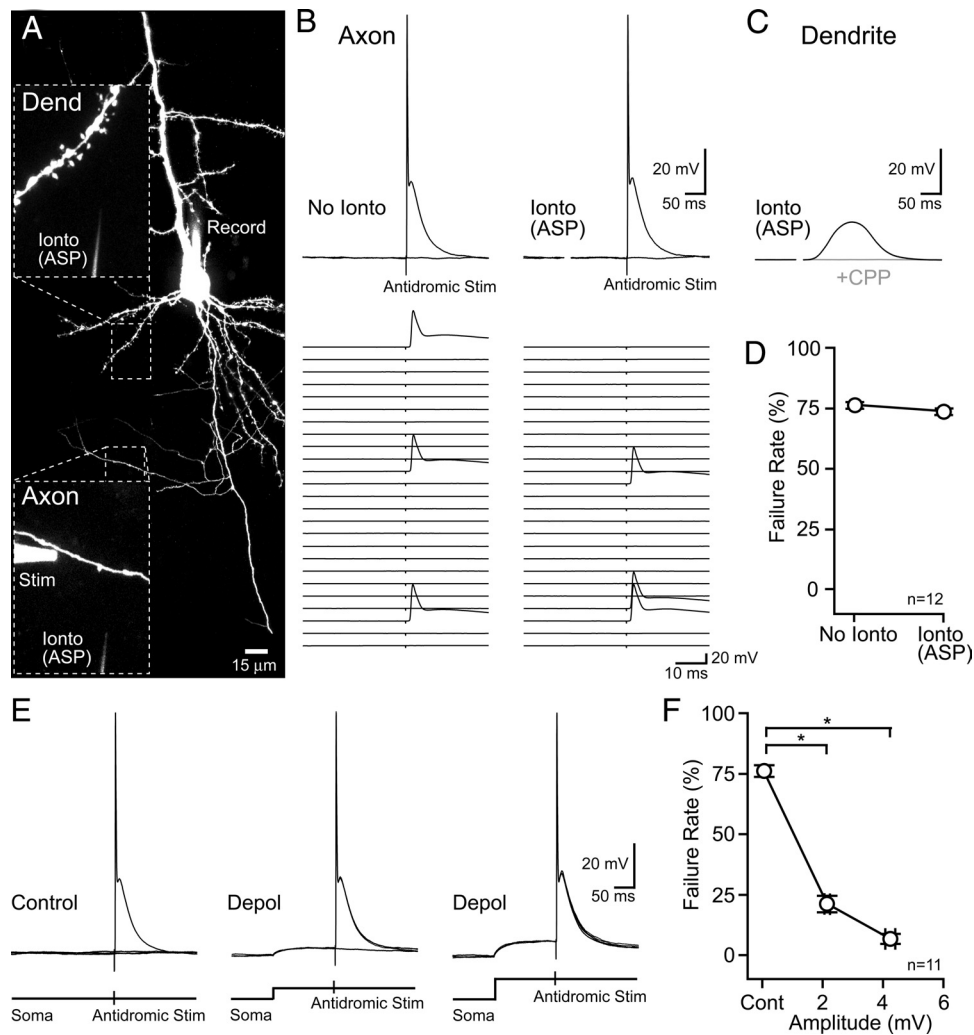 A
Dend
Ionto
(ASP)
Record
Axon
Stim
Ionto
(ASP)
15 μm
B
Axon
No Ionto
Ionto
(ASP)
20 mV
50 ms
Antidromic Stim
Antidromic Stim
20 mV
10 ms
C
Dendrite
20 mV
50 ms
Ionto
(ASP)
+CPP
D
Failure Rate (%)
100
75
50
25
0
n=12
No Ionto
Ionto
(ASP)
E
Control
Depol
Depol
20 mV
50 ms
Soma
Antidromic Stim
Soma
Antidromic Stim
Soma
Antidromic Stim
F
Failure Rate (%)
100
75
50
25
0
*
*
n=11
Cont
2
4
6
Amplitude (mV)